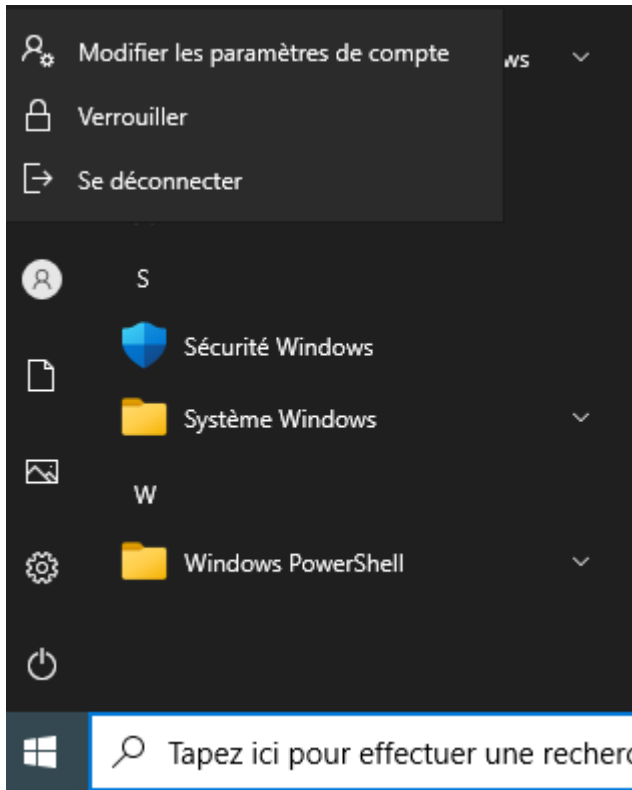 Modifier les paramètres de compte
ws
Verrouiller
Se déconnecter
S
Sécurité Windows
Système Windows
W
Windows PowerShell
Tapez ici pour effectuer une recherc